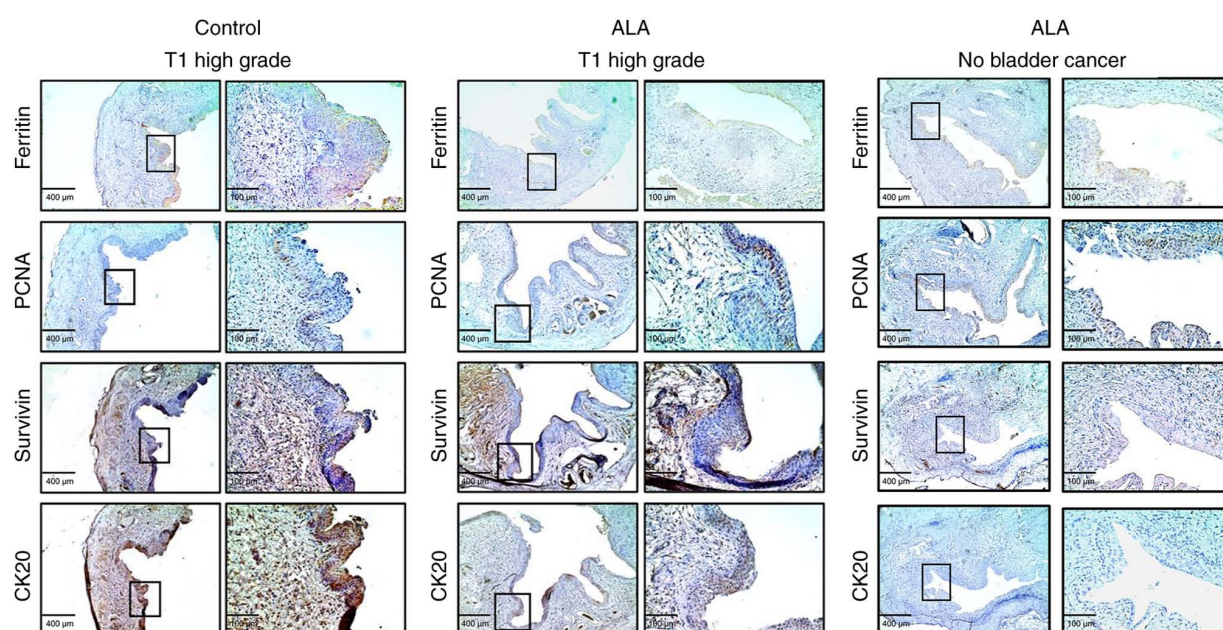 Control
T1 high grade
ALA
T1 high grade
ALA
No bladder cancer
Ferritin
400 µm
100 µm
Ferritin
400 µm
100 µm
Ferritin
400 µm
100 µm
PCNA
400 µm
100 µm
PCNA
400 µm
100 µm
PCNA
400 µm
100 µm
Survivin
400 µm
100 µm
Survivin
400 µm
100 µm
Survivin
400 µm
100 µm
CK20
400 µm
100 µm
CK20
400 µm
100 µm
CK20
400 µm
100 µm